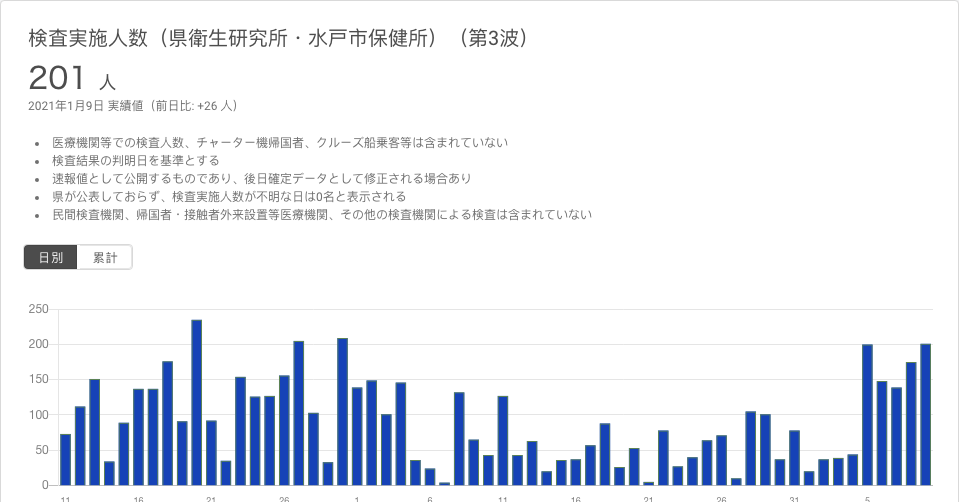 検査実施人数（県衛生研究所・水戸市保健所）（第3波）
201 人
2021年1月9日 実績値（前日比: +26 人）
医療機関等での検査人数、チャーター機帰国者、クルーズ船乗客等は含まれていない
検査結果の判明日を基準とする
速報値として公開するものであり、後日確定データとして修正される場合あり
県が公表しておらず、検査実施人数が不明な日は0名と表示される
民間検査機関、帰国者・接触者外来設置等医療機関、その他の検査機関による検査は含まれていない
日別 累計
250
200
150
100
50
0
11 16 21 26 1 6 11 16 21 26 31 5